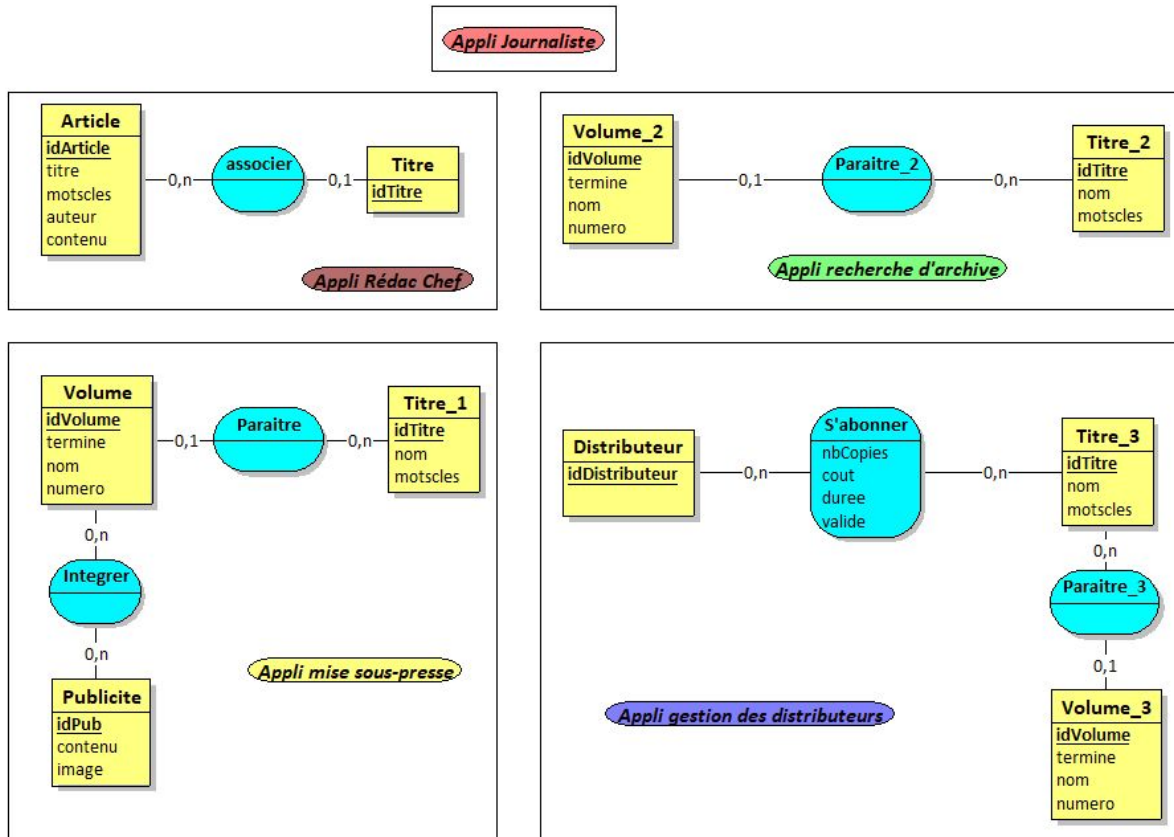 Appli Journaliste
Article
idArticle
titre
motscles
auteur
contenu
0,n
associer
0,1
Titre
idTitre
Appli Rédac Chef
Volume_2
idVolume
termine
nom
numero
0,1
Paraitre_2
0,n
Titre_2
idTitre
nom
motscles
Appli recherche d'archive
Volume
idVolume
termine
nom
numero
0,1
Paraitre
0,n
Titre_1
idTitre
nom
motscles
0,n
Intégrer
0,n
Publicite
idPub
contenu
image
Appli mise sous-presse
Distributeur
idDistributeur
0,n
S'abonner
nbCopies
cout
duree
valide
0,n
Titre_3
idTitre
nom
motscles
0,n
Paraitre_3
0,1
Volume_3
idVolume
termine
nom
numero
Appli gestion des distributeurs